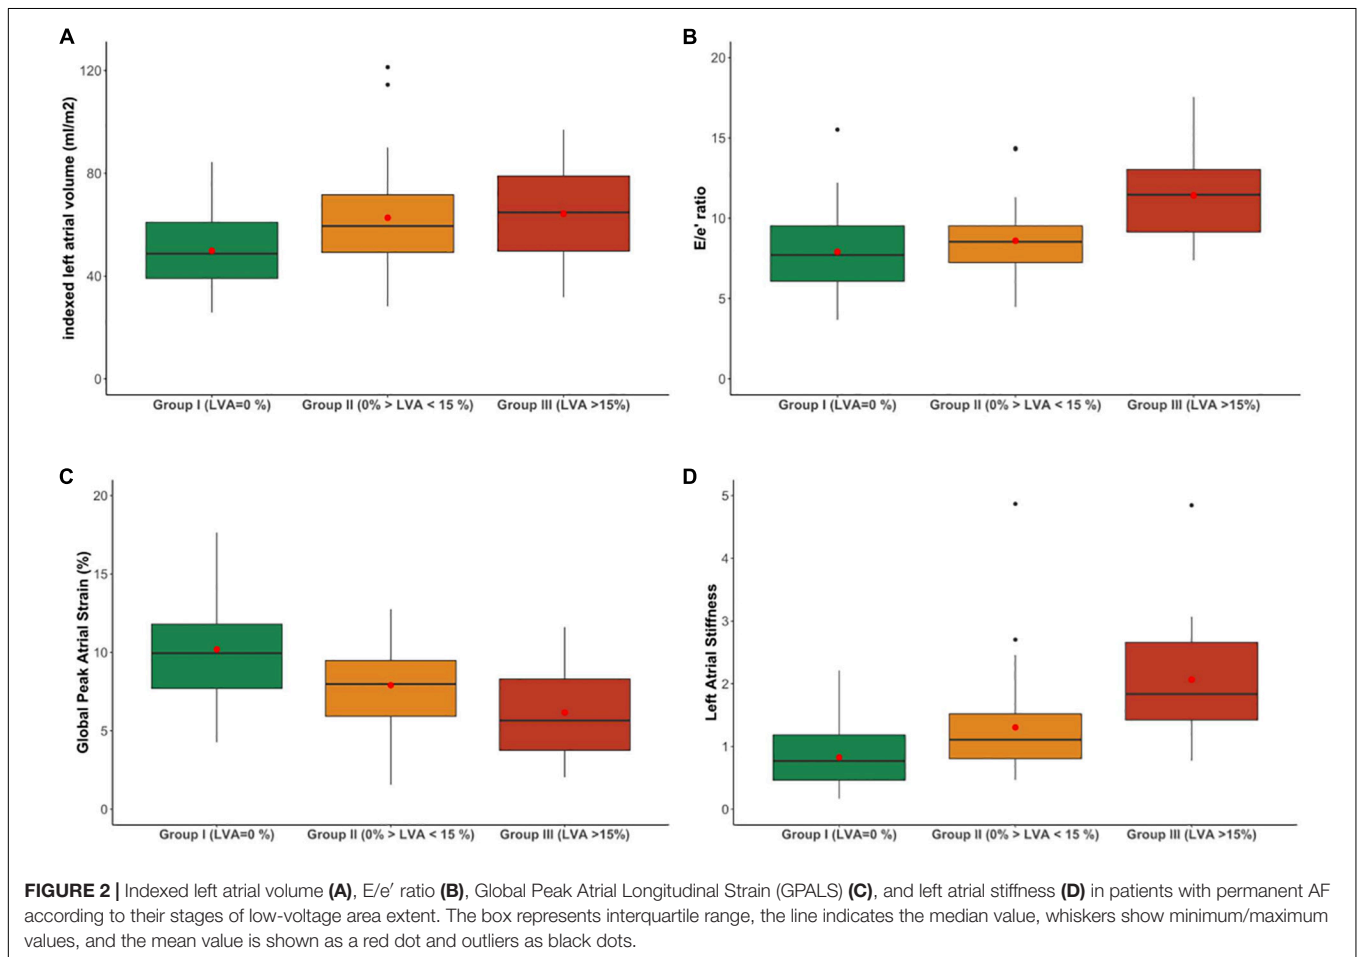 A
indexed left atrial volume (ml/m2)
120
80
40
0
Group I (LVA=0 %)
Group II (0% > LVA < 15 %)
Group III (LVA >15%)
B
E/e' ratio
20
15
10
5
0
Group I (LVA=0 %)
Group II (0% > LVA < 15 %)
Group III (LVA >15%)
C
Global Peak Atrial Strain (%)
20
15
10
5
0
Group I (LVA=0 %)
Group II (0% > LVA < 15 %)
Group III (LVA >15%)
D
Left Atrial Stiffness
5
4
3
2
1
0
Group I (LVA=0 %)
Group II (0% > LVA < 15 %)
Group III (LVA >15%)
FIGURE 2 | Indexed left atrial volume (A), E/e′ ratio (B), Global Peak Atrial Longitudinal Strain (GPALS) (C), and left atrial stiffness (D) in patients with permanent AF
according to their stages of low-voltage area extent. The box represents interquartile range, the line indicates the median value, whiskers show minimum/maximum
values, and the mean value is shown as a red dot and outliers as black dots.